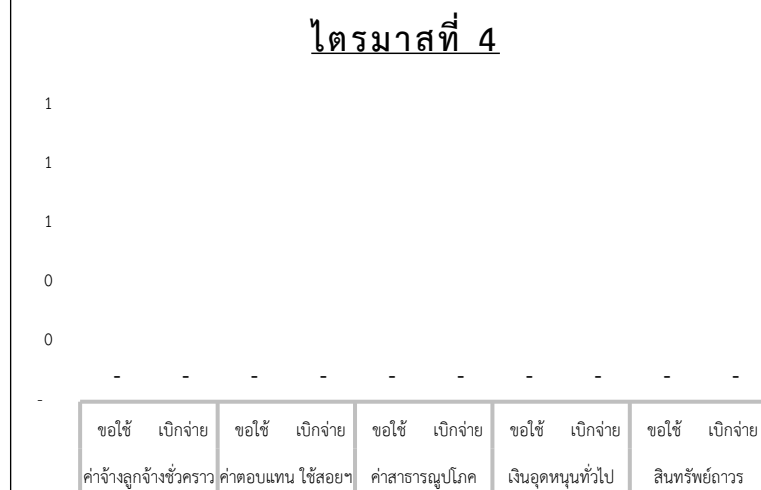 ไตรมาสที่ 4
1
1
1
0
0
- - - - - - - - - -
-
ขอใช้ เบิกจ่าย ขอใช้ เบิกจ่าย ขอใช้ เบิกจ่าย ขอใช้ เบิกจ่าย ขอใช้ เบิกจ่าย
ค่าจ้างลูกจ้างชั่วคราว ค่าตอบแทน ใช้สอยฯ ค่าสาธารณูปโภค เงินอุดหนุนทั่วไป สินทรัพย์ถาวร